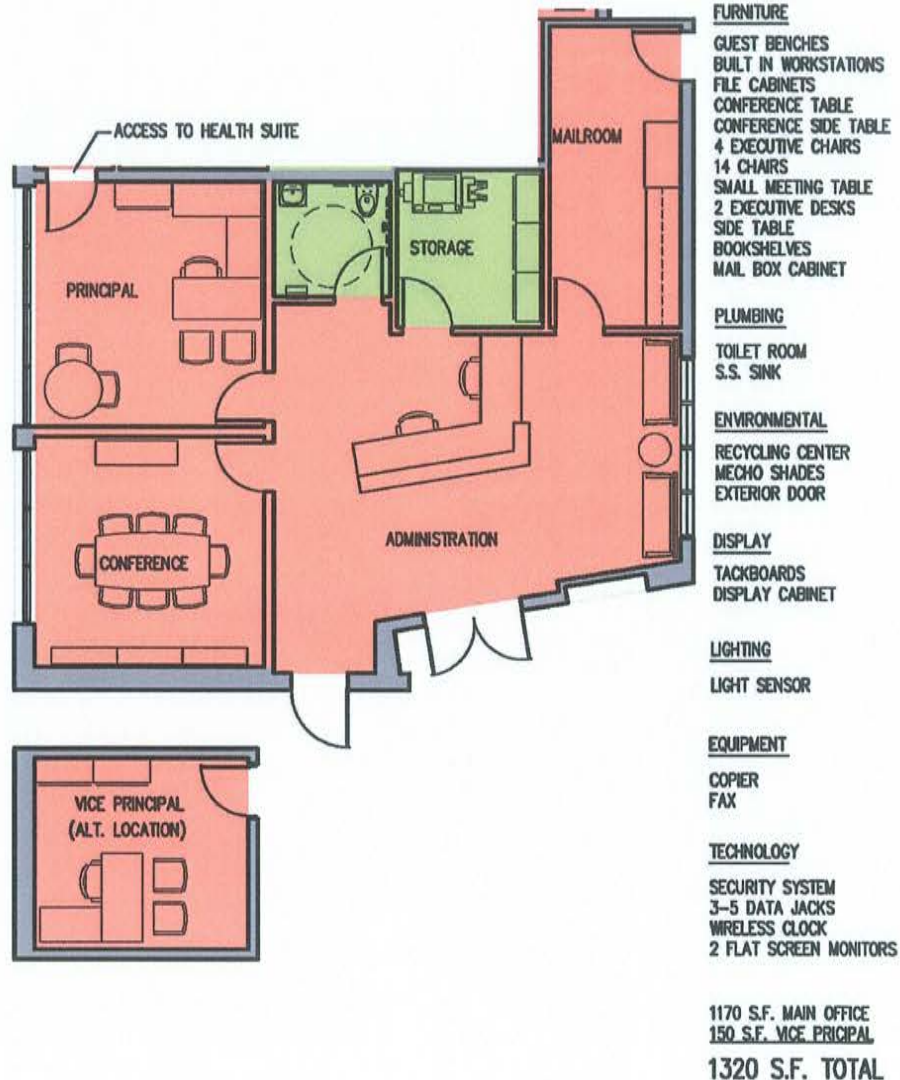 ACCESS TO HEALTH SUITE
MAILROOM
STORAGE
PRINCIPAL
ADMINISTRATION
CONFERENCE
VICE PRINCIPAL
(ALT. LOCATION)
FURNITURE
GUEST BENCHES
BUILT IN WORKSTATIONS
FILE CABINETS
CONFERENCE TABLE
CONFERENCE SIDE TABLE
4 EXECUTIVE CHAIRS
14 CHAIRS
SMALL MEETING TABLE
2 EXECUTIVE DESKS
SIDE TABLE
BOOKSHELVES
MAIL BOX CABINET
PLUMBING
TOILET ROOM
S.S. SINK
ENVIRONMENTAL
RECYCLING CENTER
MECHO SHADES
EXTERIOR DOOR
DISPLAY
TACKBOARDS
DISPLAY CABINET
LIGHTING
LIGHT SENSOR
EQUIPMENT
COPIER
FAX
TECHNOLOGY
SECURITY SYSTEM
3-5 DATA JACKS
WIRELESS CLOCK
2 FLAT SCREEN MONITORS
1170 S.F. MAIN OFFICE
150 S.F. VICE PRICIPAL
1320 S.F. TOTAL